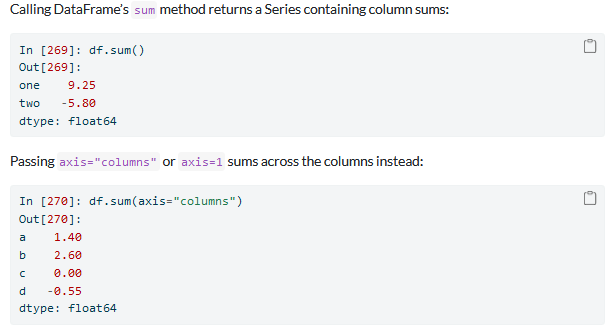 Calling DataFrame’s sum method returns a Series containing column sums:
In [269]: df.sum()
Out[269]:
one    9.25
two   -5.80
dtype: float64
Passing axis="columns" or axis=1 sums across the columns instead:
In [270]: df.sum(axis="columns")
Out[270]:
a    1.40
b    2.60
c    0.00
d   -0.55
dtype: float64